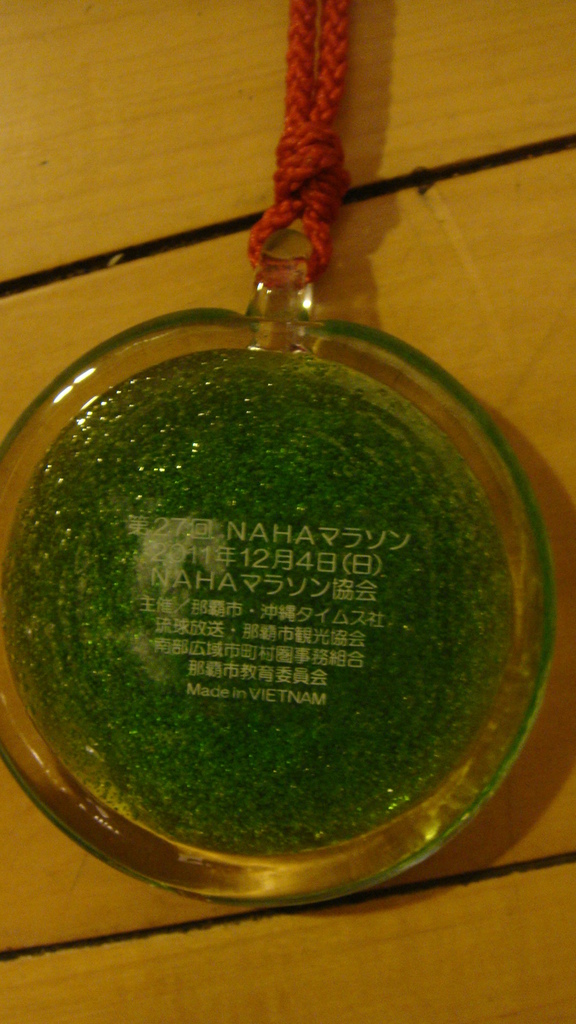 第27回 NAHAマラソン
2011年12月4日(日)
NAHAマラソン協会
主催／那覇市・沖縄タイムス社
琉球放送・那覇市観光協会
南部広域市町村圏事務組合
那覇市教育委員会
Made in VIETNAM